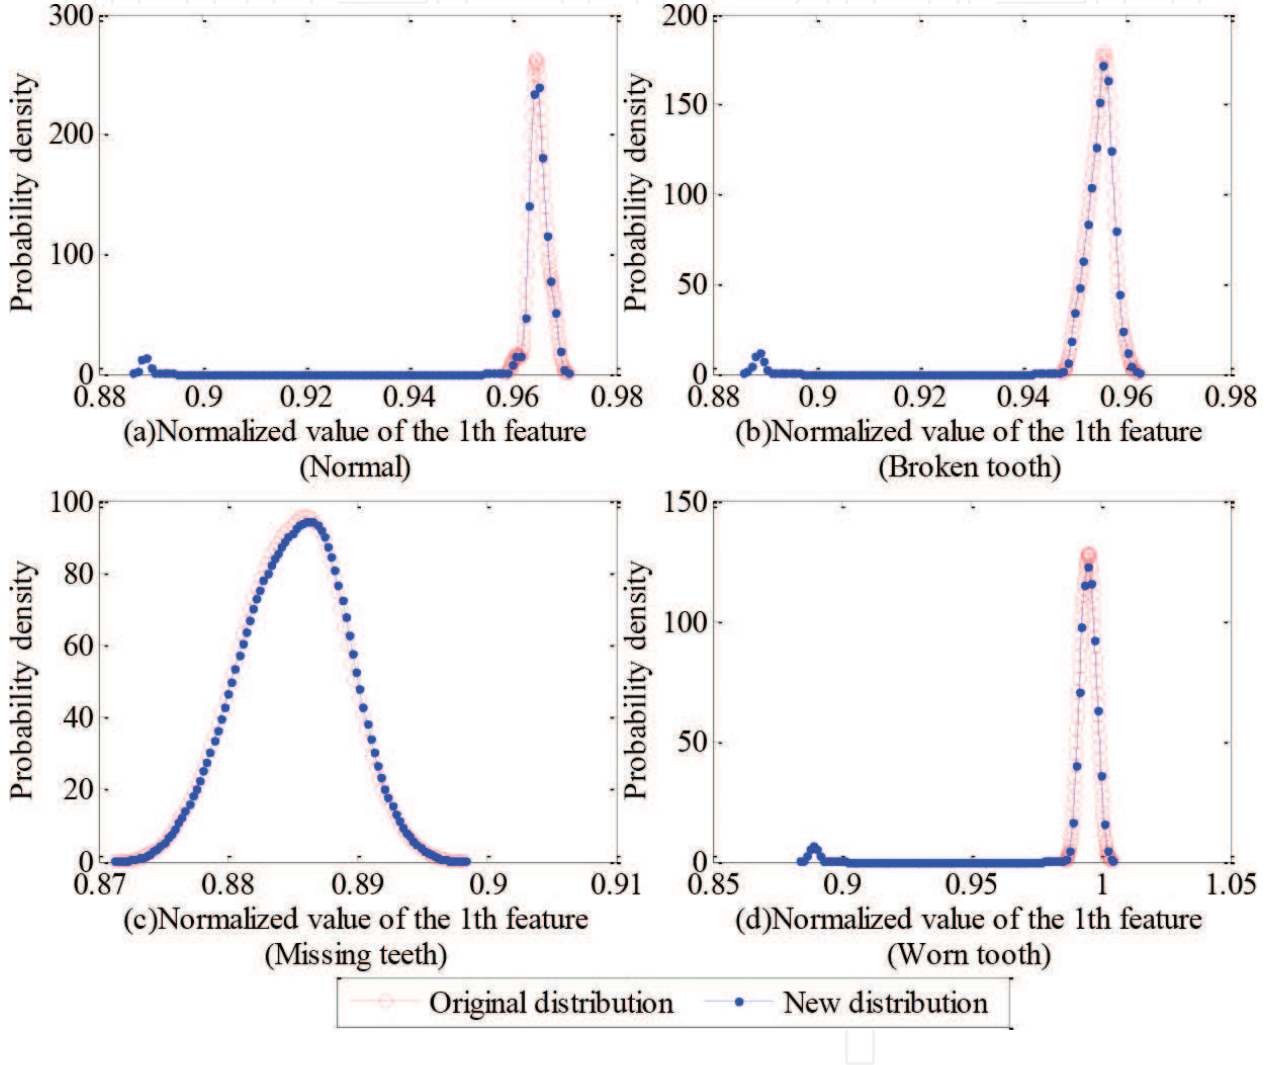 300
200
100
0
Probability density
0.88 0.9 0.92 0.94 0.96 0.98
(a)Normalized value of the 1th feature
(Normal)
200
150
100
50
0
Probability density
0.88 0.9 0.92 0.94 0.96 0.98
(b)Normalized value of the 1th feature
(Broken tooth)
100
80
60
40
20
0
Probability density
0.87 0.88 0.89 0.9 0.91
(c)Normalized value of the 1th feature
(Missing teeth)
150
100
50
0
Probability density
0.85 0.9 0.95 1 1.05
(d)Normalized value of the 1th feature
(Worn tooth)
Original distribution New distribution